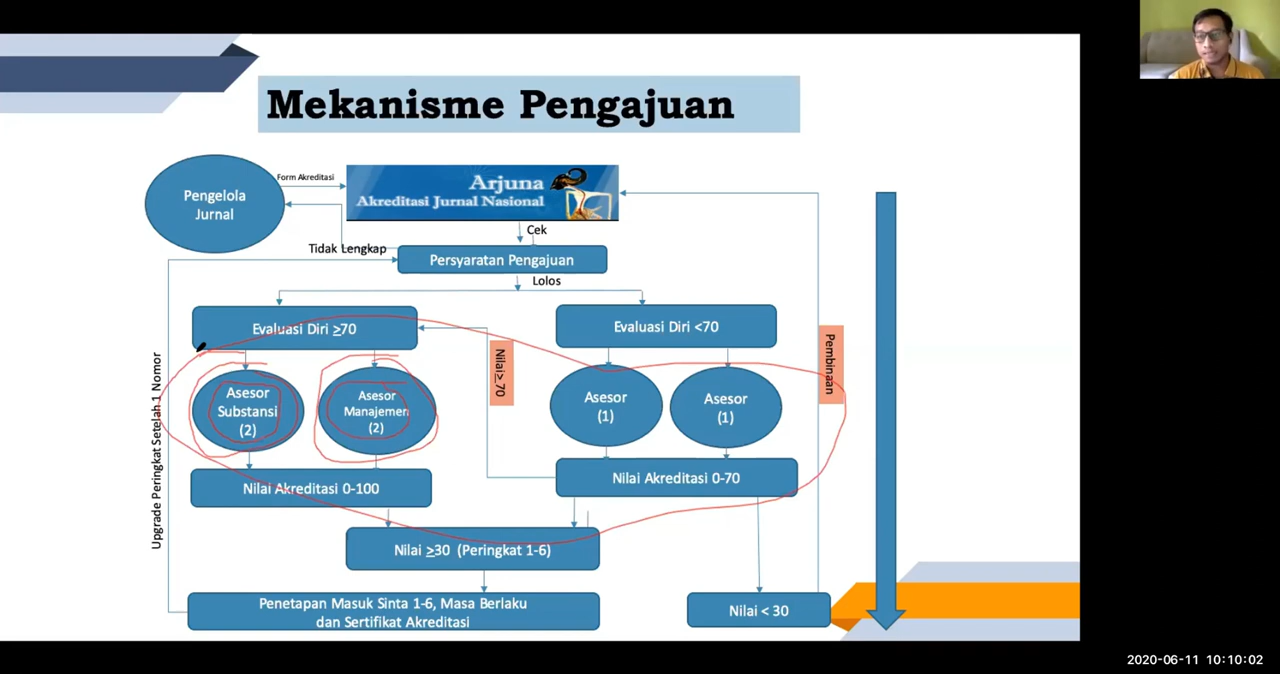 Mekanisme Pengajuan
Pengelola
Jurnal
Form Akreditasi
Arjuna
Akreditasi Jurnal Nasional
Cek
Tidak Lengkap
Persyaratan Pengajuan
Lolos
Evaluasi Diri ≥70
Evaluasi Diri <70
Nilai≥ 70
Pembinaan
Upgrade Peringkat Setelah 1 Nomor
Asesor
Substansi
(2)
Asesor
Manajemen
(2)
Asesor
(1)
Asesor
(1)
Nilai Akreditasi 0-100
Nilai Akreditasi 0-70
Nilai ≥30 (Peringkat 1-6)
Penetapan Masuk Sinta 1-6, Masa Berlaku
dan Sertifikat Akreditasi
Nilai < 30
2020-06-11 10:10:02